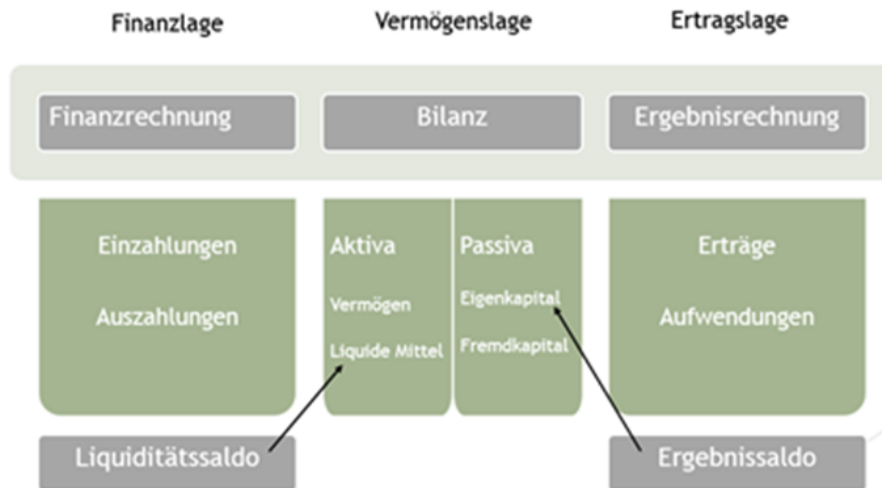 Finanzlage
Vermögenslage
Ertragslage
Finanzrechnung
Bilanz
Ergebnisrechnung
Einzahlungen
Auszahlungen
Aktiva
Vermögen
Liquide Mittel
Passiva
Eigenkapital
Fremdkapital
Erträge
Aufwendungen
Liquiditätssaldo
Ergebnissaldo